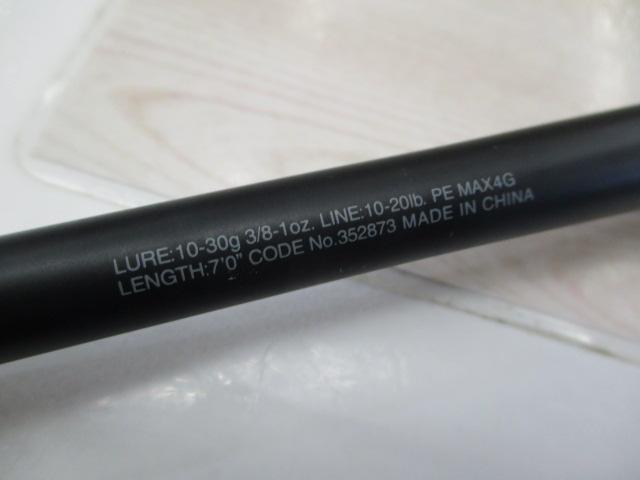 LURE:10-30g 3/8-1oz. LINE:10-20lb. PE MAX4G
LENGTH:7'0" CODE No.352873 MADE IN CHINA